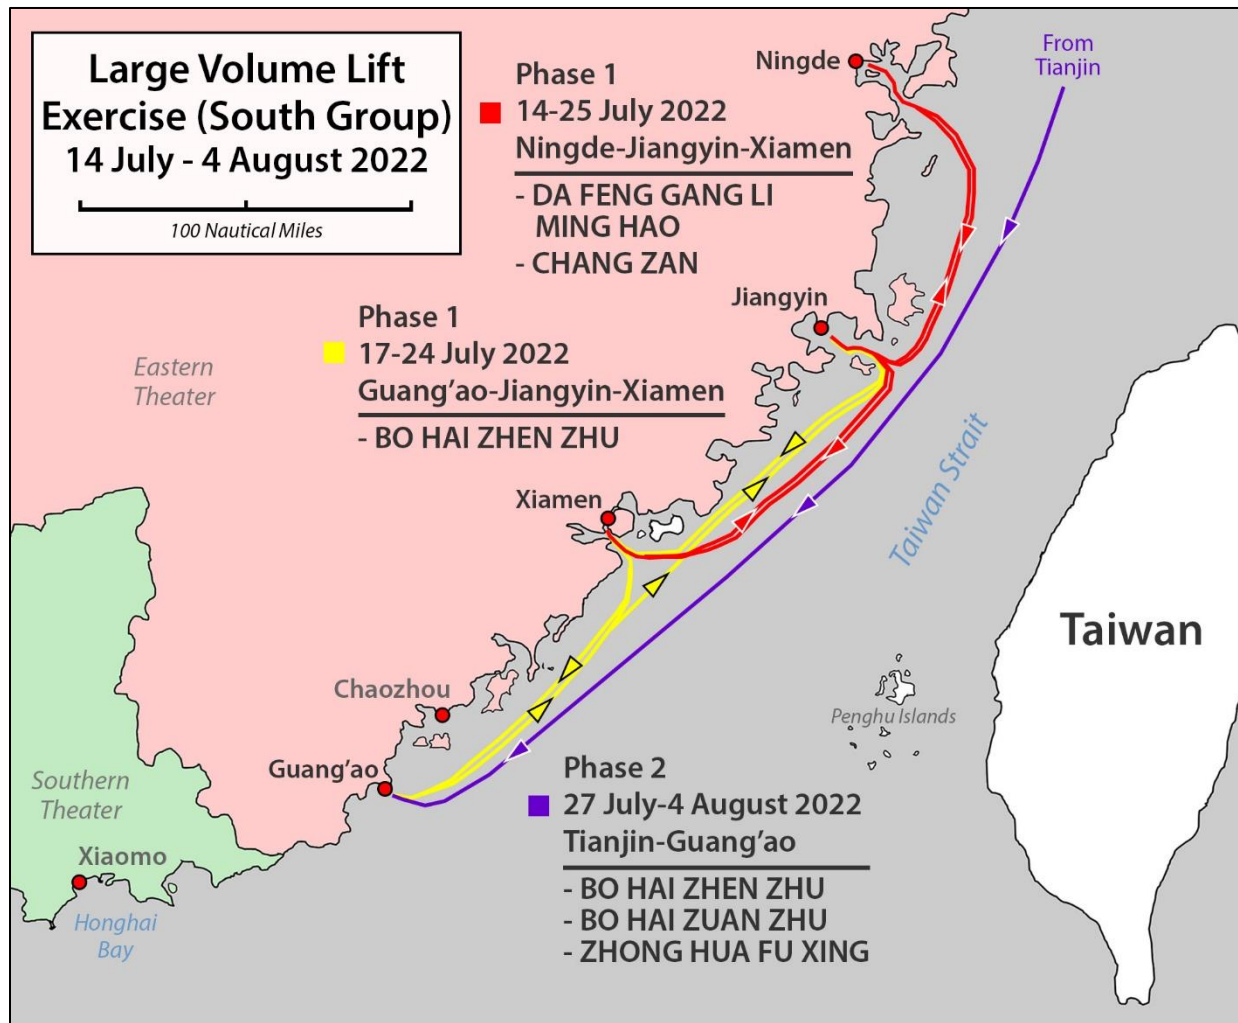 Large Volume Lift
Exercise (South Group)
14 July - 4 August 2022
100 Nautical Miles
Phase 1
14-25 July 2022
Ningde-Jiangyin-Xiamen
- DA FENG GANG LI
MING HAO
- CHANG ZAN
Ningde
From
Tianjin
Jiangyin
Phase 1
17-24 July 2022
Guang’ao-Jiangyin-Xiamen
- BO HAI ZHEN ZHU
Eastern
Theater
Xiamen
Taiwan Strait
Taiwan
Chaozhou
Penghu Islands
Guang’ao
Southern
Theater
Xiaomo
Honghai
Bay
Phase 2
27 July-4 August 2022
Tianjin-Guang’ao
- BO HAI ZHEN ZHU
- BO HAI ZUAN ZHU
- ZHONG HUA FU XING